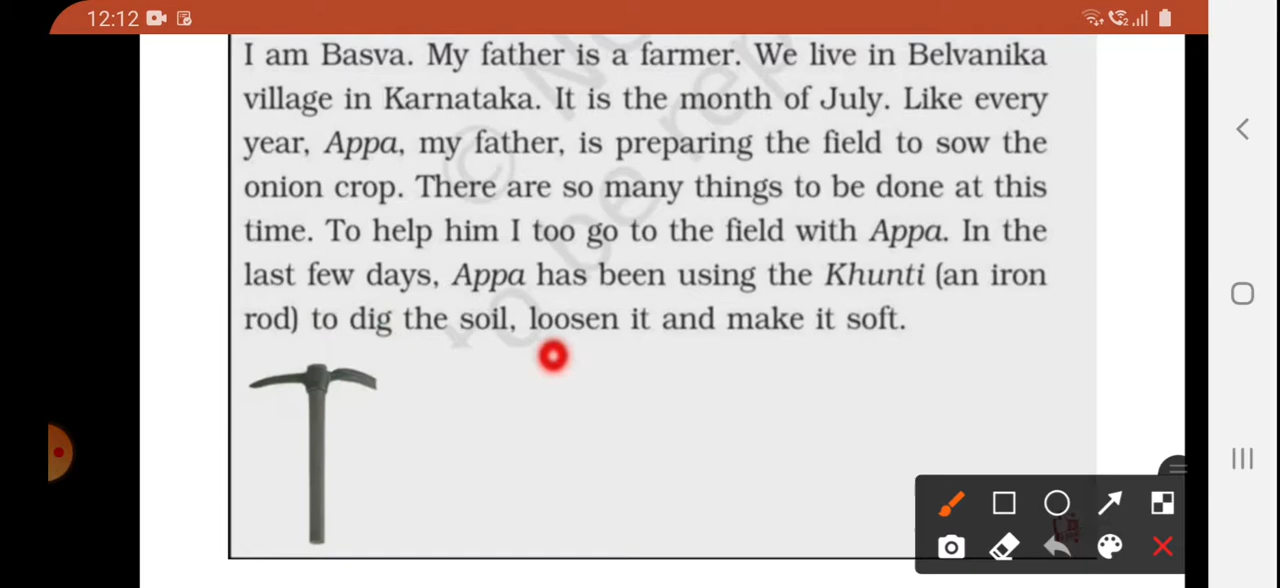 12:12
I am Basva. My father is a farmer. We live in Belvanika
village in Karnataka. It is the month of July. Like every
year, Appa, my father, is preparing the field to sow the
onion crop. There are so many things to be done at this
time. To help him I too go to the field with Appa. In the
last few days, Appa has been using the Khunti (an iron
rod) to dig the soil, loosen it and make it soft.